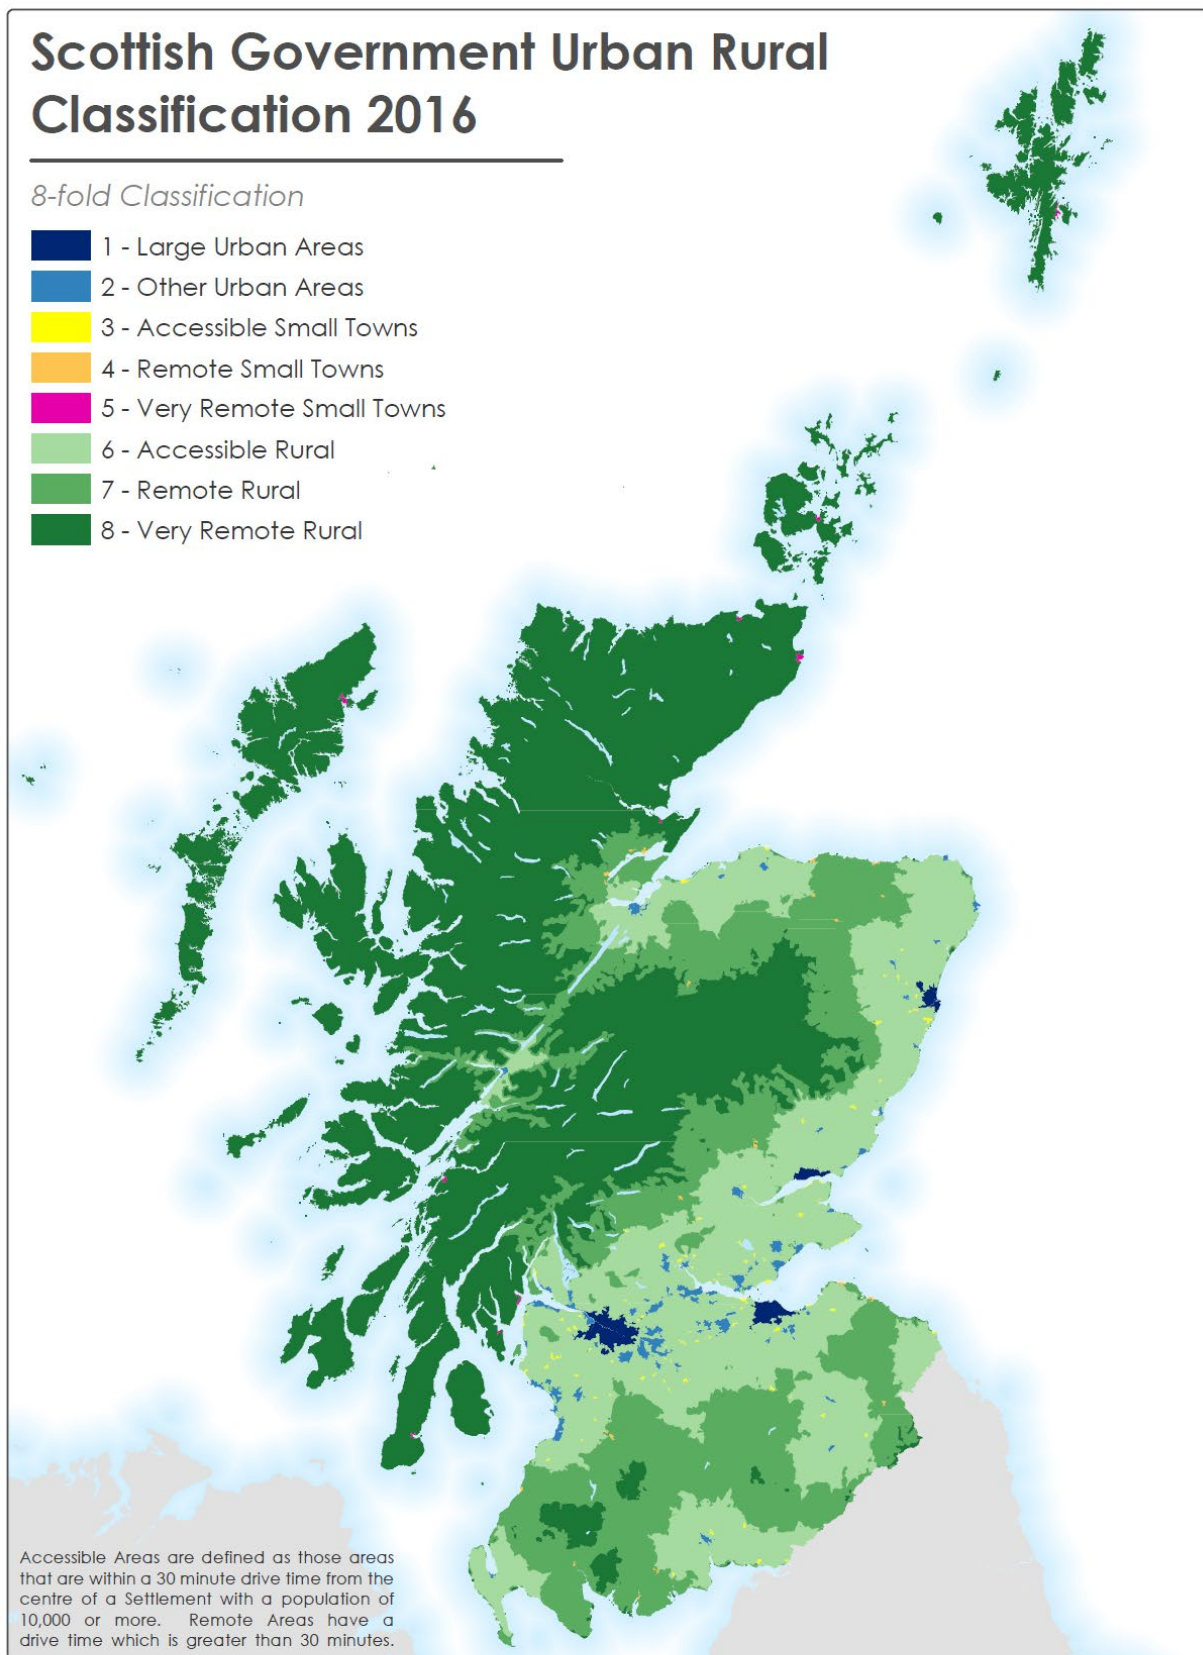 Scottish Government Urban Rural
Classification 2016
8-fold Classification
1 - Large Urban Areas
2 - Other Urban Areas
3 - Accessible Small Towns
4 - Remote Small Towns
5 - Very Remote Small Towns
6 - Accessible Rural
7 - Remote Rural
8 - Very Remote Rural
Accessible Areas are defined as those areas
that are within a 30 minute drive time from the
centre of a Settlement with a population of
10,000 or more. Remote Areas have a
drive time which is greater than 30 minutes.